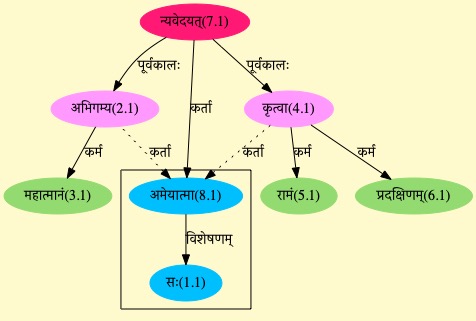 न्यवेदयत्(7.1)
पूर्वकालः पूर्वकालः
अभिगम्य(2.1) कर्ता कृत्वा(4.1)
कर्म कर्ता कर्ता कर्म कर्म
महात्मानं(3.1) अमेयात्मा(8.1) रामं(5.1) प्रदक्षिणम्(6.1)
विशेषणम्
सः(1.1)